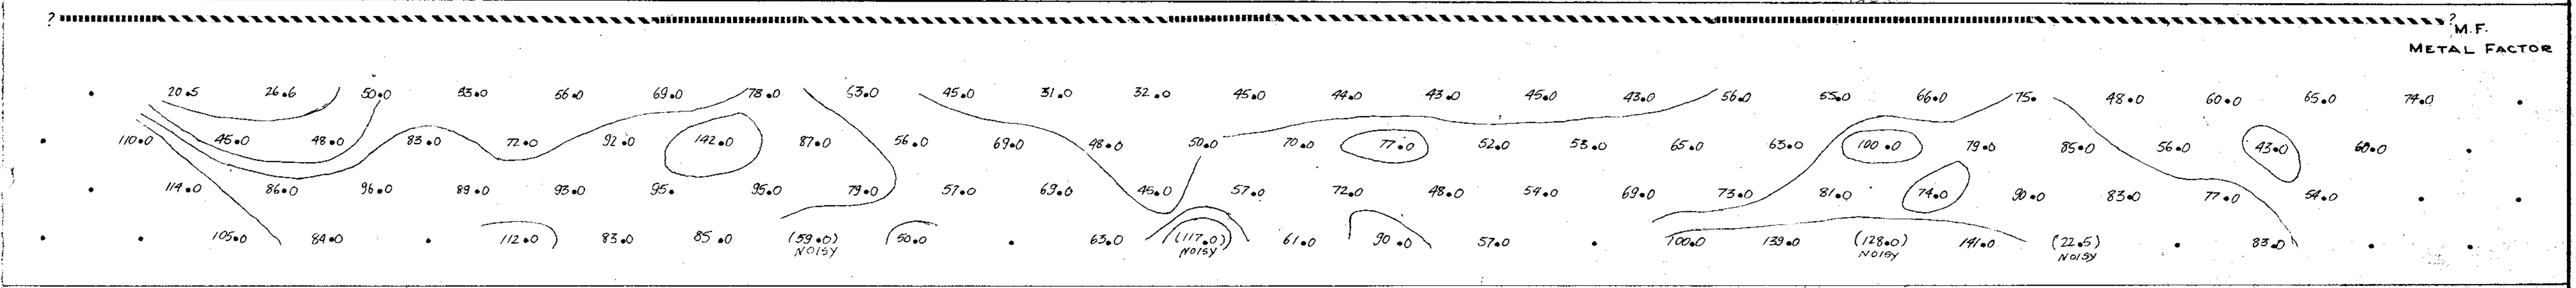 ? ?
M.F.
METAL FACTOR
20.5 26.6 50.0 53.0 56.0 69.0 78.0 63.0 45.0 31.0 32.0 45.0 44.0 43.0 45.0 43.0 56.0 55.0 66.0 75. 48.0 60.0 65.0 74.0
110.0 45.0 48.0 83.0 72.0 92.0 142.0 87.0 56.0 69.0 48.0 50.0 70.0 77.0 52.0 53.0 65.0 63.0 100.0 79.0 85.0 56.0 43.0 60.0
114.0 86.0 96.0 89.0 93.0 95. 95.0 79.0 57.0 69.0 45.0 57.0 72.0 48.0 54.0 69.0 73.0 81.0 74.0 90.0 83.0 77.0 54.0
105.0 84.0 112.0 83.0 85.0 (59.0) 50.0 63.0 (117.0) 61.0 90.0 57.0 100.0 139.0 (128.0) 141.0 (22.5) 83.0
NOISY NOISY NOISY NOISY